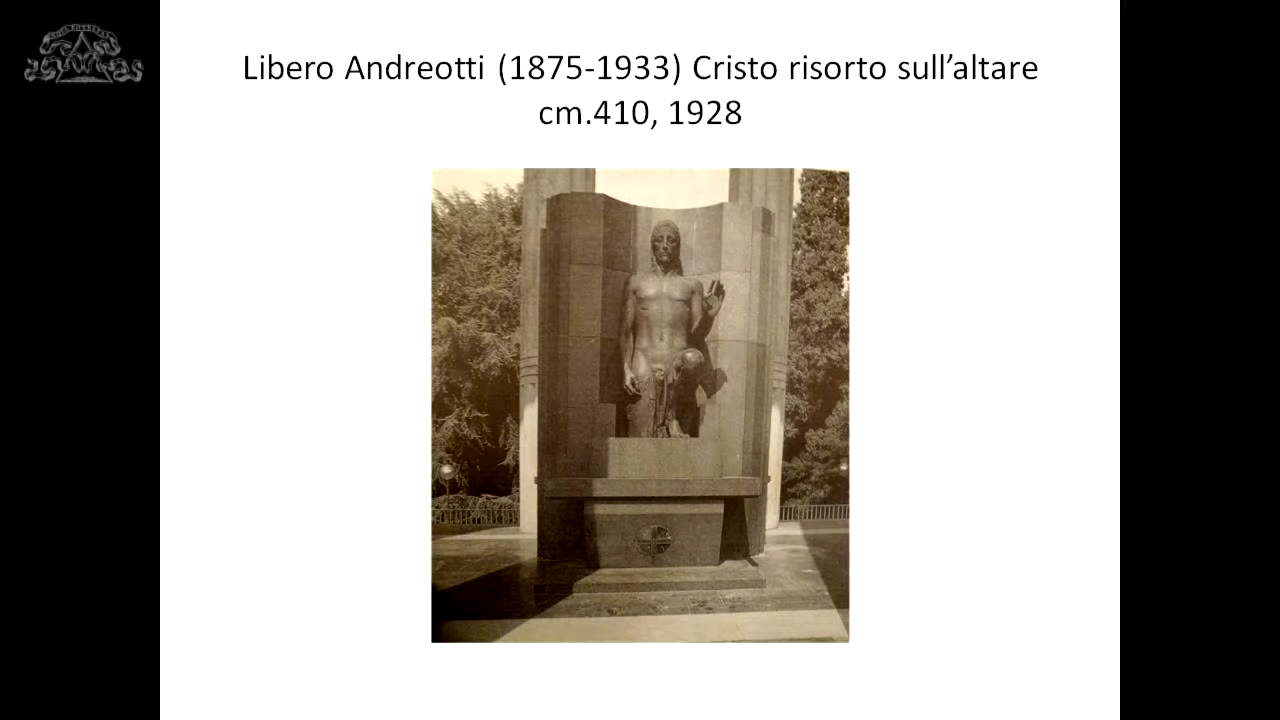 Libero Andreotti (1875-1933) Cristo risorto sull’altare
cm.410, 1928